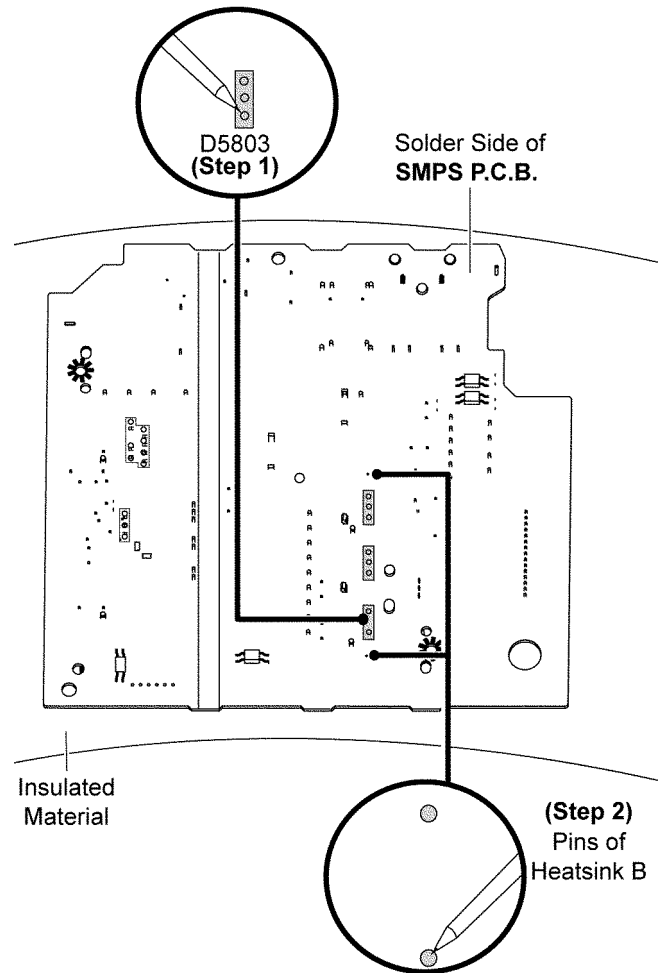 D5803
(Step 1)
Solder Side of
SMPS P.C.B.
Insulated
Material
(Step 2)
Pins of
Heatsink B